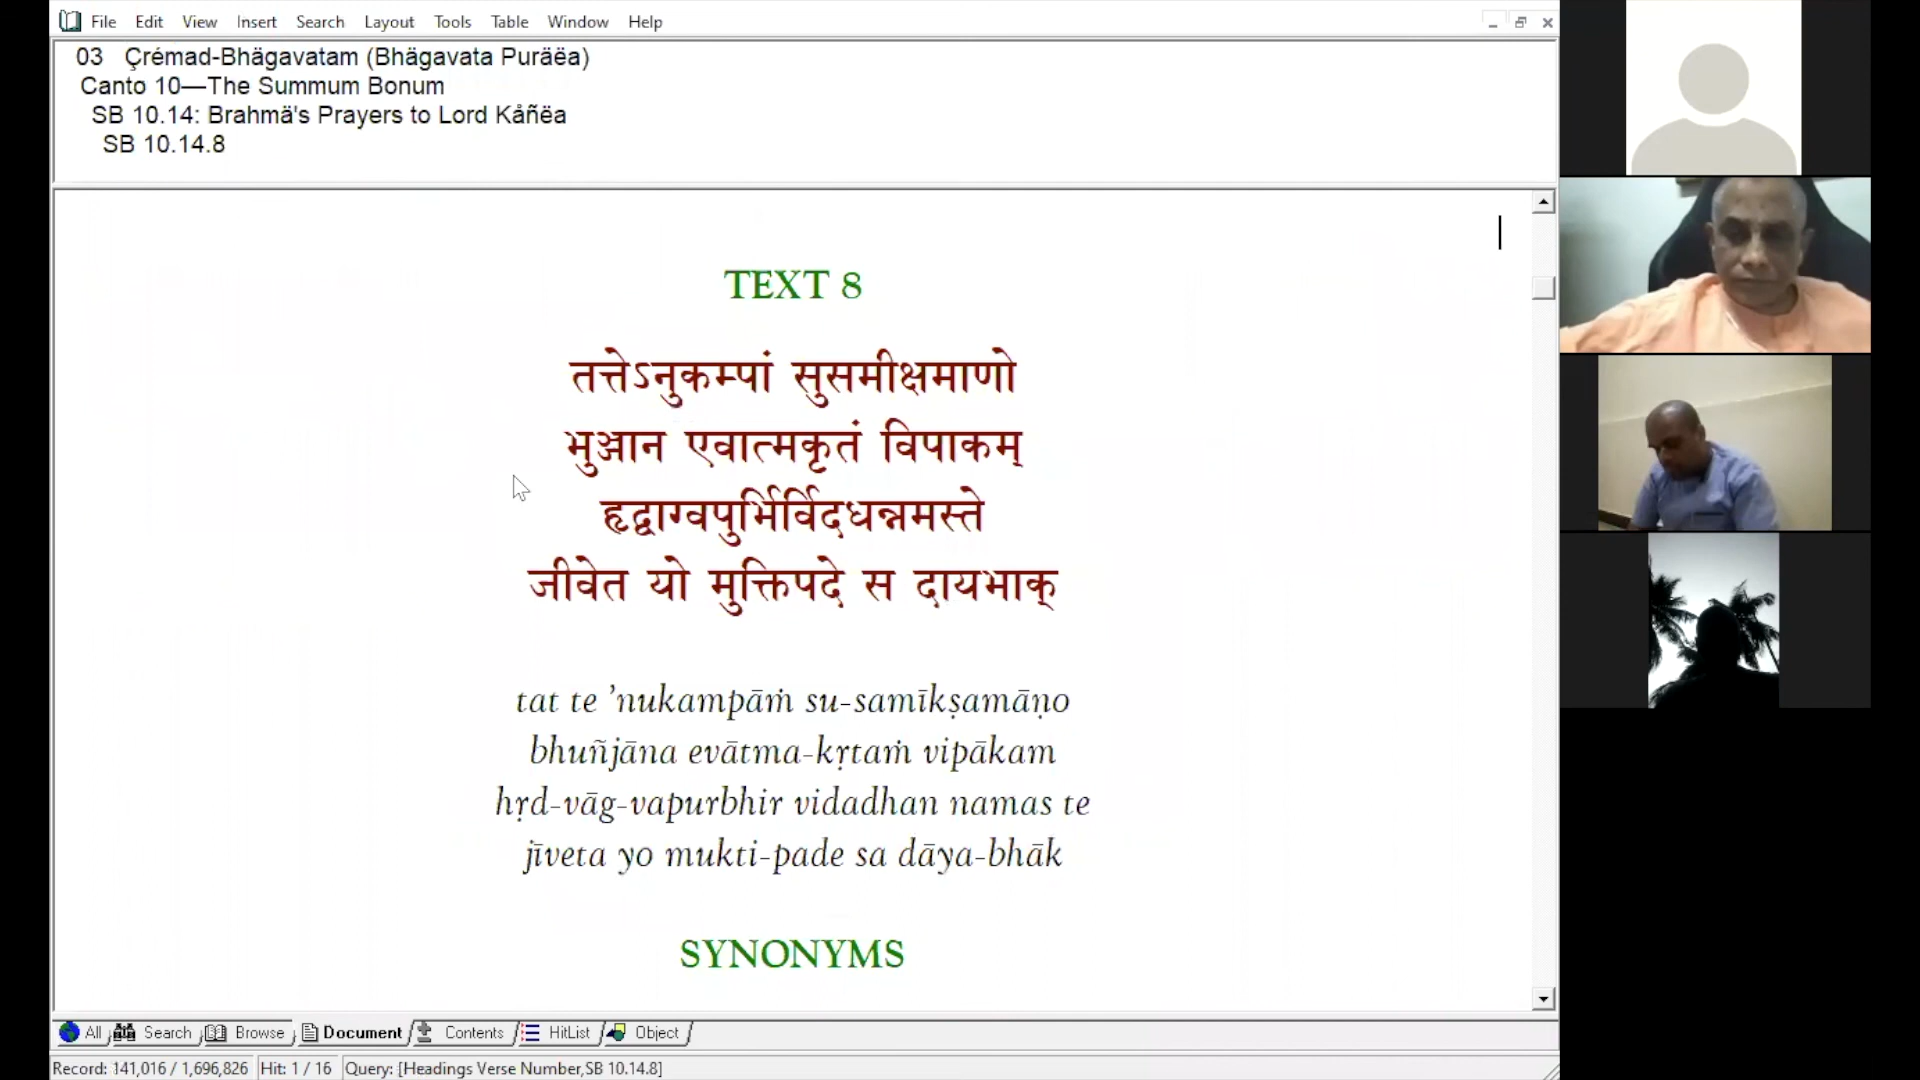 File Edit View Insert Search Layout Tools Table Window Help
03 Çrémad-Bhägavatam (Bhägavata Puräëa)
Canto 10—The Summum Bonum
SB 10.14: Brahmä's Prayers to Lord Kåñëa
SB 10.14.8
TEXT 8
तत्तेऽनुकम्पां सुसमीक्षमाणो
भुञ्जान एवात्मकृतं विपाकम्
हृद्वाग्वपुर्भिर्विदधन्नमस्ते
जीवेत यो मुक्तिपदे स दायभाक्
tat te ’nukampāṁ su-samīkṣamāṇo
bhuñjāna evātma-kṛtaṁ vipākam
hṛd-vāg-vapurbhir vidadhan namas te
jīveta yo mukti-pade sa dāya-bhāk
SYNONYMS
All Search Browse Document Contents HitList Object
Record: 141,016 / 1,696,826 Hit: 1 / 16 Query: [Headings Verse Number,SB 10.14.8]